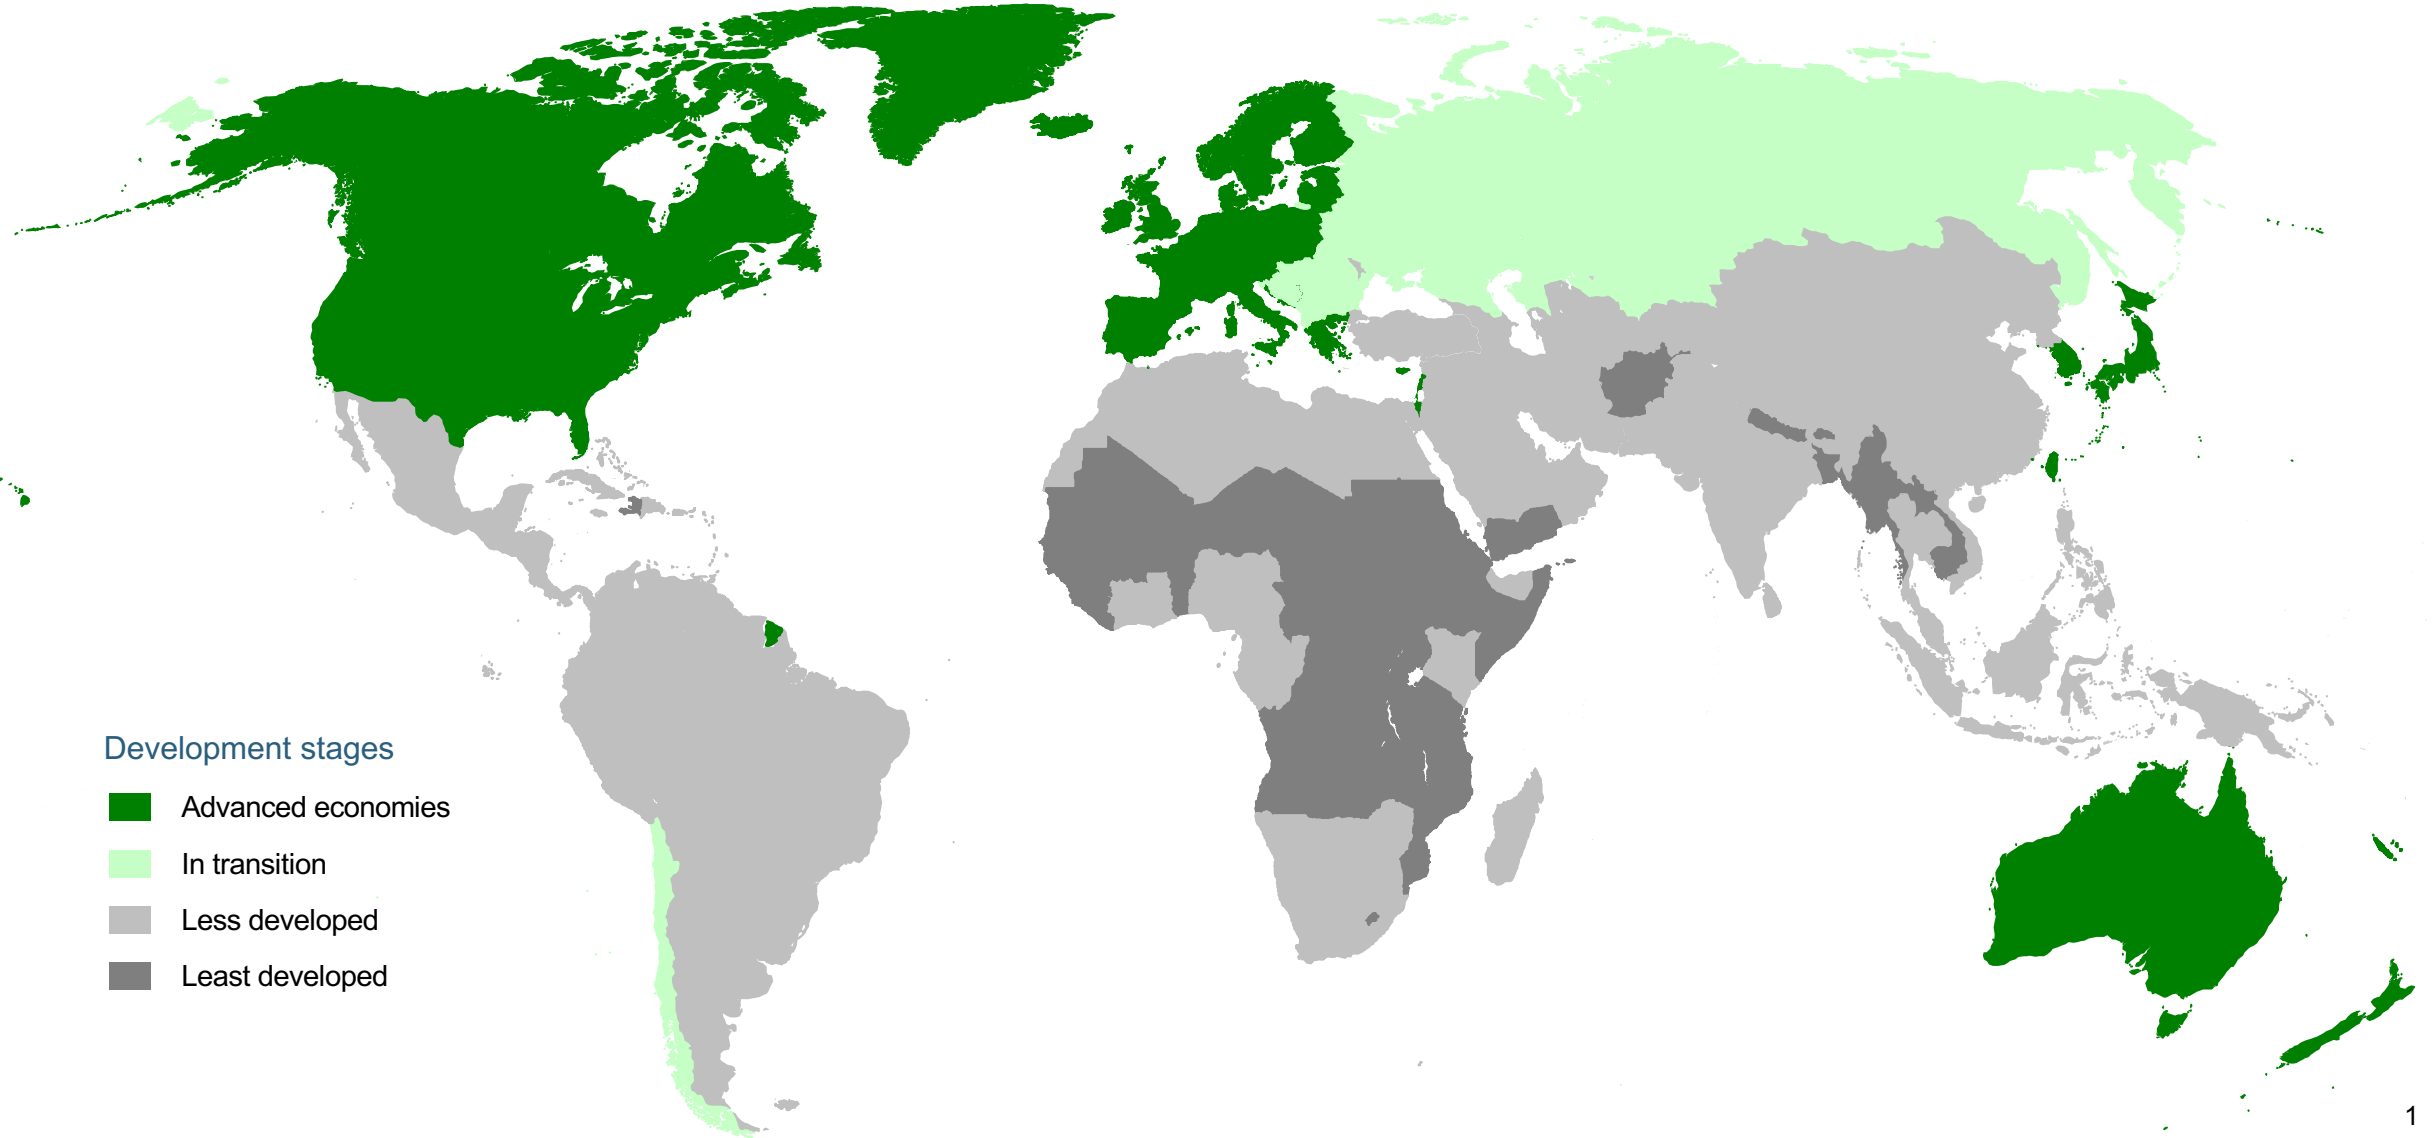 Development stages
Advanced economies
In transition
Less developed
Least developed
1